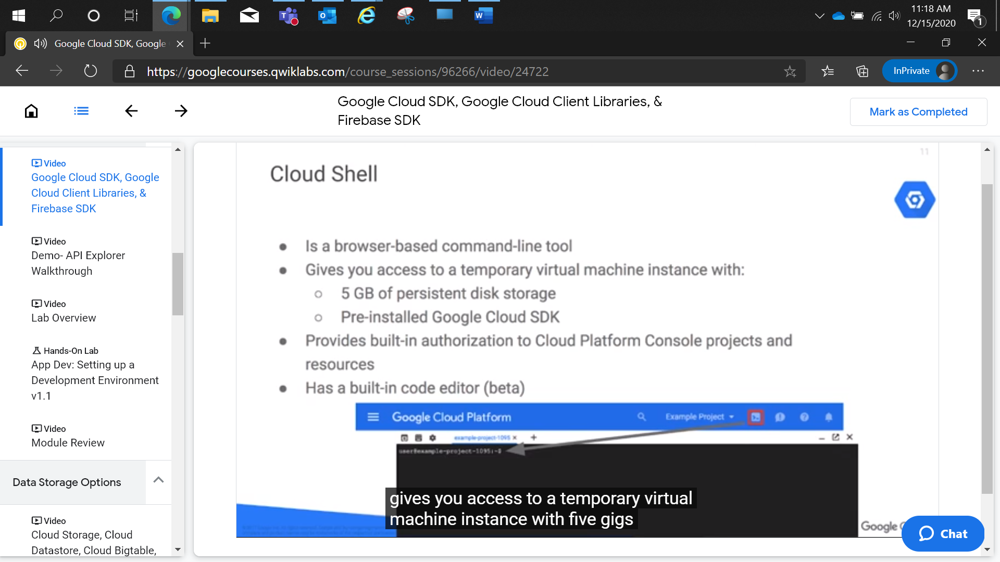 11:18 AM
12/15/2020
1
Google Cloud SDK, Google
https://googlecourses.qwiklabs.com/course_sessions/96266/video/24722
InPrivate
Google Cloud SDK, Google Cloud Client Libraries, &
Firebase SDK
Mark as Completed
Video
Google Cloud SDK, Google
Cloud Client Libraries, &
Firebase SDK
Video
Demo- API Explorer
Walkthrough
Video
Lab Overview
Hands-On Lab
App Dev: Setting up a
Development Environment
v1.1
Video
Module Review
Data Storage Options
Video
Cloud Storage, Cloud
Datastore, Cloud Bigtable,
11
Cloud Shell
● Is a browser-based command-line tool
● Gives you access to a temporary virtual machine instance with:
○ 5 GB of persistent disk storage
○ Pre-installed Google Cloud SDK
● Provides built-in authorization to Cloud Platform Console projects and
resources
● Has a built-in code editor (beta)
Google Cloud Platform
Example Project
example-project-1095
user@example-project-1095:~$
gives you access to a temporary virtual
machine instance with five gigs
Google
Chat